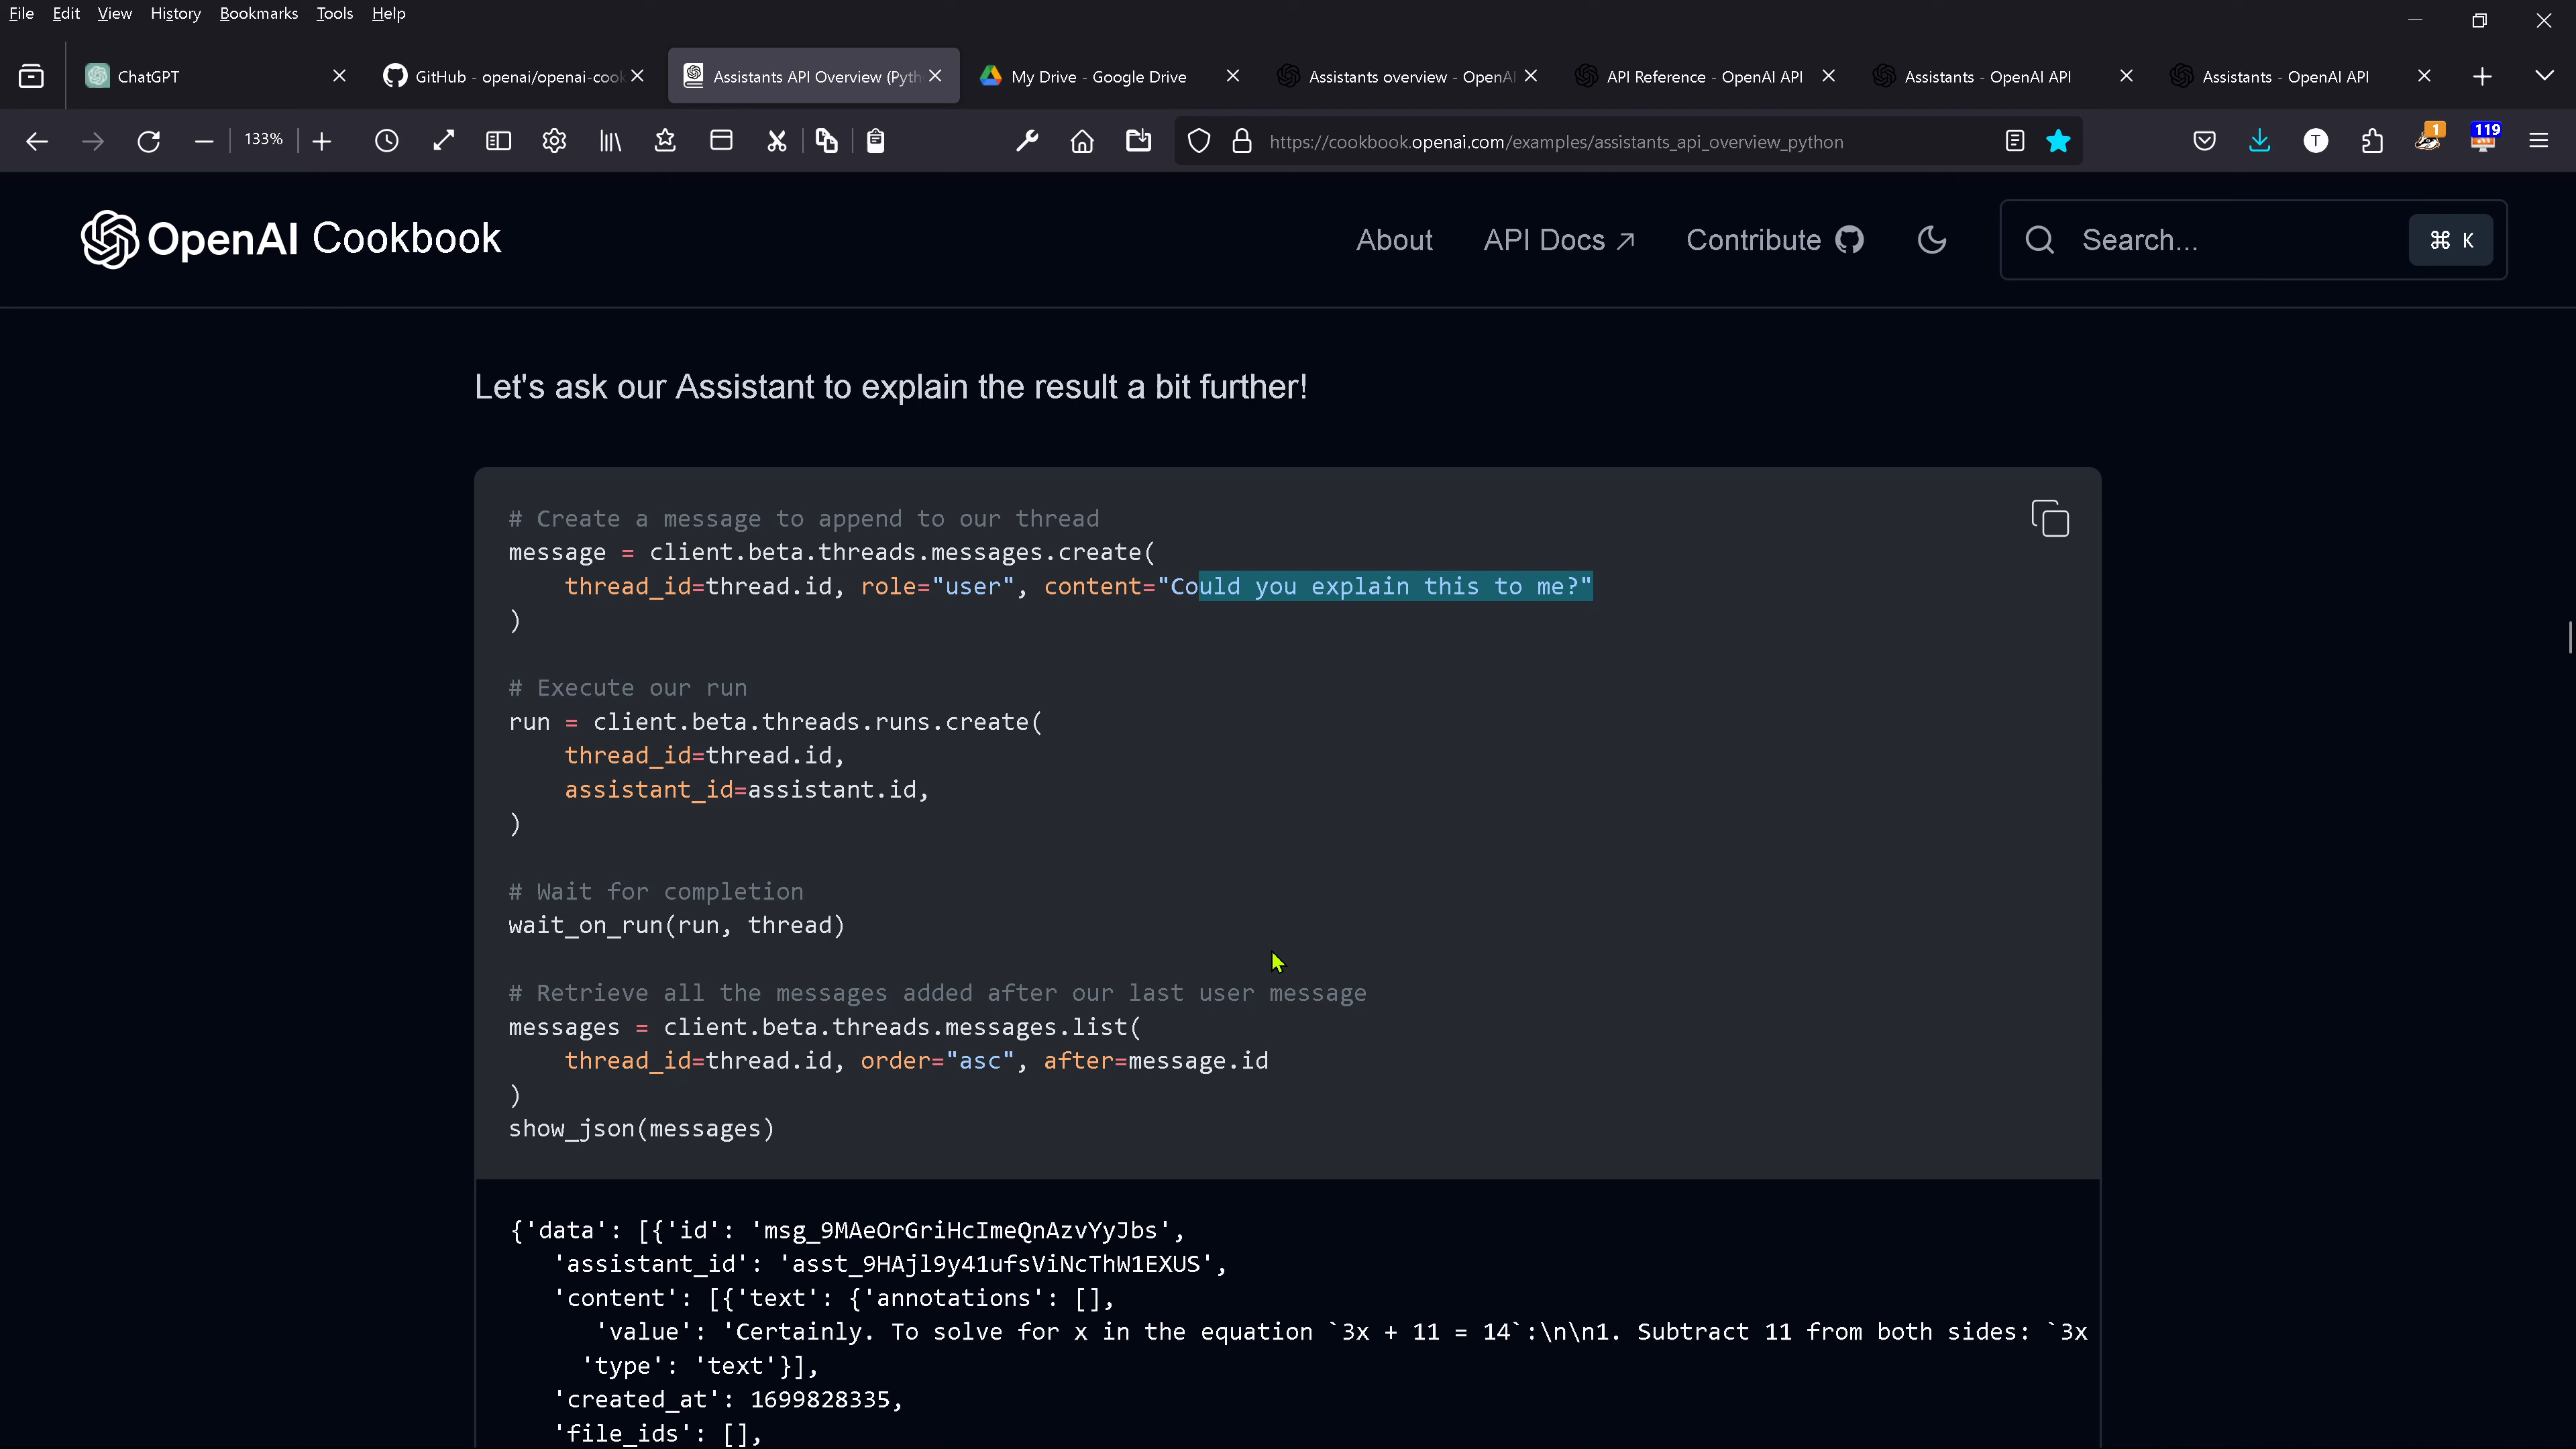 File Edit View History Bookmarks Tools Help
ChatGPT
GitHub - openai/openai-cook
Assistants API Overview (Pyth
My Drive - Google Drive
Assistants overview - OpenAI
API Reference - OpenAI API
Assistants - OpenAI API
Assistants - OpenAI API
133%
https://cookbook.openai.com/examples/assistants_api_overview_python
T
1
119
OpenAI Cookbook
About
API Docs ↗
Contribute
Search...
⌘ K
Let's ask our Assistant to explain the result a bit further!
# Create a message to append to our thread
message = client.beta.threads.messages.create(
    thread_id=thread.id, role="user", content="Could you explain this to me?"
)
# Execute our run
run = client.beta.threads.runs.create(
    thread_id=thread.id,
    assistant_id=assistant.id,
)
# Wait for completion
wait_on_run(run, thread)
# Retrieve all the messages added after our last user message
messages = client.beta.threads.messages.list(
    thread_id=thread.id, order="asc", after=message.id
)
show_json(messages)
{'data': [{'id': 'msg_9MAeOrGriHcImeQnAzvYyJbs',
   'assistant_id': 'asst_9HAjl9y41ufsViNcThW1EXUS',
   'content': [{'text': {'annotations': [],
      'value': 'Certainly. To solve for x in the equation `3x + 11 = 14`:\n\n1. Subtract 11 from both sides: `3x
     'type': 'text'}],
   'created_at': 1699828335,
   'file_ids': [],